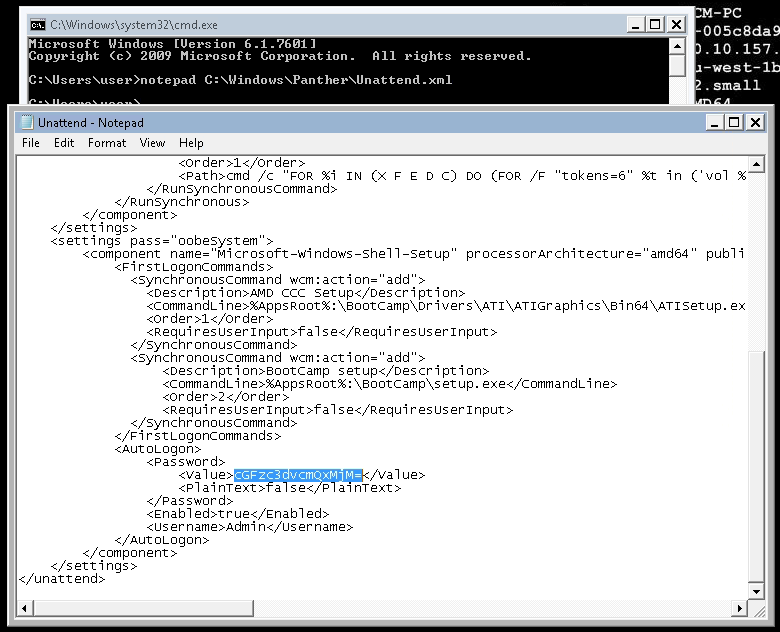 C:\Windows\system32\cmd.exe
Microsoft Windows [Version 6.1.7601]
Copyright (c) 2009 Microsoft Corporation.  All rights reserved.
C:\Users\user>notepad C:\Windows\Panther\Unattend.xml
C:\Users\user\
CM-PC
-005c8da9
0.10.157.
u-west-1b
2.small
MD64
Unattend - Notepad
File Edit Format View Help
<Order>1</Order>
<Path>cmd /c "FOR %i IN (X F E D C) DO (FOR /F "tokens=6" %t in ('vol %
</RunSynchronousCommand>
</RunSynchronous>
</component>
</settings>
<settings pass="oobeSystem">
<component name="Microsoft-Windows-Shell-Setup" processorArchitecture="amd64" publi
<FirstLogonCommands>
<SynchronousCommand wcm:action="add">
<Description>AMD CCC Setup</Description>
<CommandLine>%AppsRoot%:\BootCamp\Drivers\ATI\ATIGraphics\Bin64\ATISetup.ex
<Order>1</Order>
<RequiresUserInput>false</RequiresUserInput>
</SynchronousCommand>
<SynchronousCommand wcm:action="add">
<Description>BootCamp setup</Description>
<CommandLine>%AppsRoot%:\BootCamp\setup.exe</CommandLine>
<Order>2</Order>
<RequiresUserInput>false</RequiresUserInput>
</SynchronousCommand>
</FirstLogonCommands>
<AutoLogon>
<Password>
<Value>cGFzc3dvcmQxMjM=</Value>
<PlainText>false</PlainText>
</Password>
<Enabled>true</Enabled>
<Username>Admin</Username>
</AutoLogon>
</component>
</settings>
</unattend>